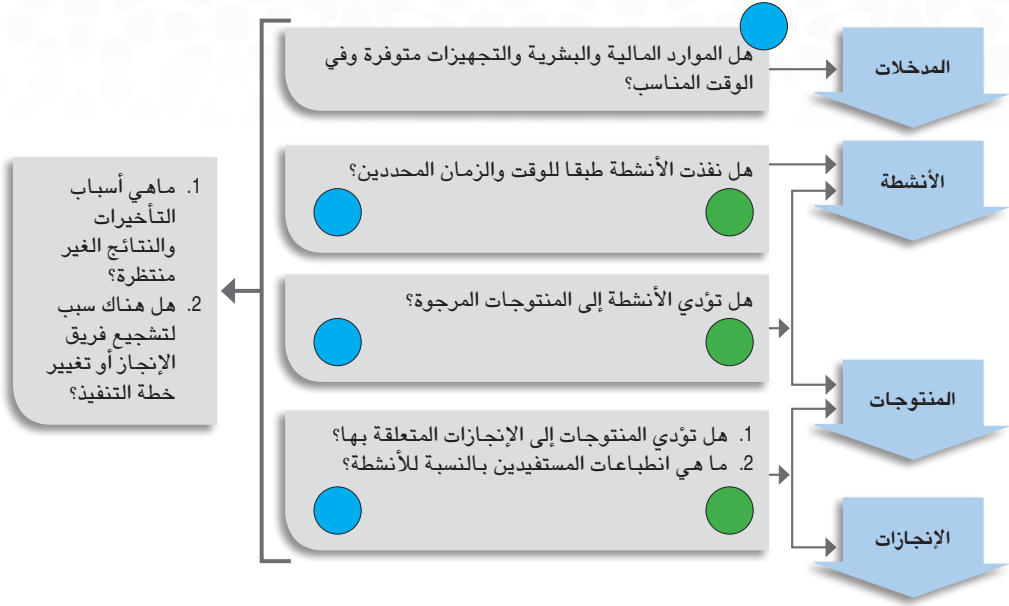 المدخلات
هل الموارد المالية والبشرية والتجهيزات متوفرة وفي
الوقت المناسب؟
الأنشطة
هل نفذت الأنشطة طبقا للوقت والزمان المحددين؟
هل تؤدي الأنشطة إلى المنتوجات المرجوة؟
المنتوجات
1. هل تؤدي المنتوجات إلى الإنجازات المتعلقة بها؟
2. ما هي انطباعات المستفيدين بالنسبة للأنشطة؟
الإنجازات
1. ماهي أسباب
التأخيرات
والنتائج الغير
منتظرة؟
2. هل هناك سبب
لتشجيع فريق
الإنجاز أو تغيير
خطة التنفيذ؟